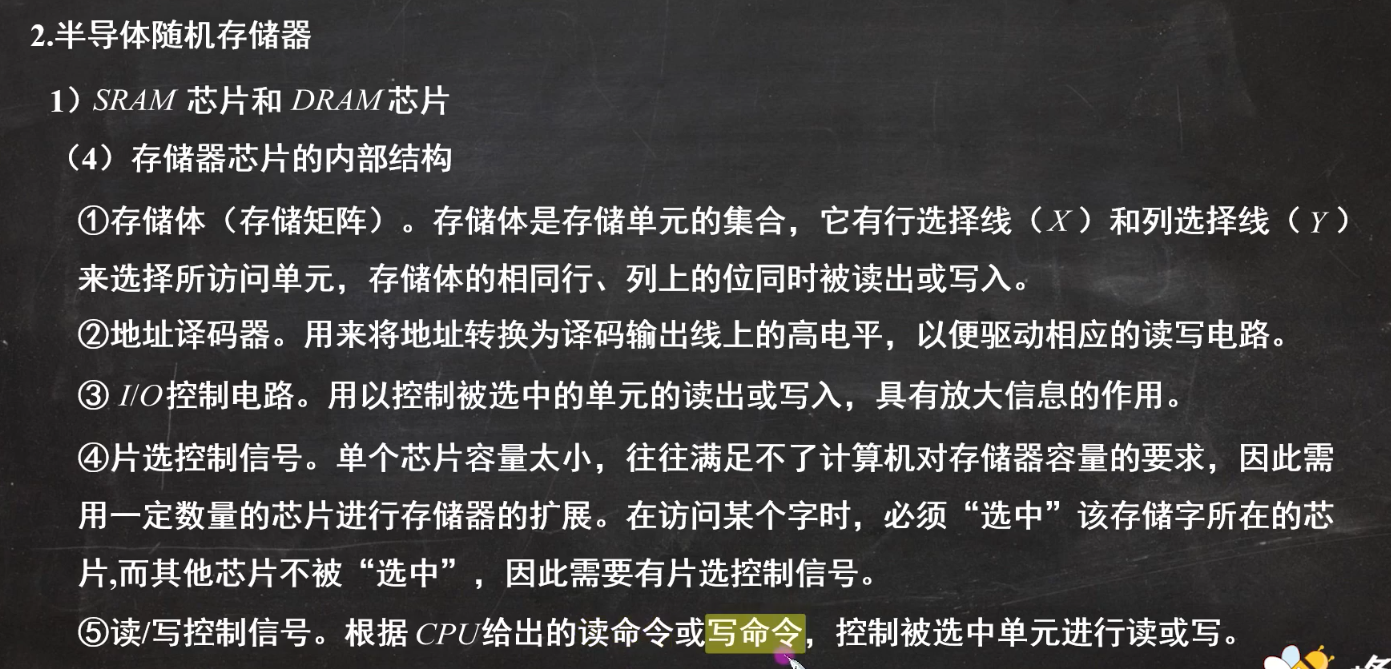 2.半导体随机存储器
1）SRAM 芯片和 DRAM 芯片
（4）存储器芯片的内部结构
①存储体（存储矩阵）。存储体是存储单元的集合，它有行选择线（X）和列选择线（Y）
来选择所访问单元，存储体的相同行、列上的位同时被读出或写入。
②地址译码器。用来将地址转换为译码输出线上的高电平，以便驱动相应的读写电路。
③ I/O控制电路。用以控制被选中的单元的读出或写入，具有放大信息的作用。
④片选控制信号。单个芯片容量太小，往往满足不了计算机对存储器容量的要求，因此需
用一定数量的芯片进行存储器的扩展。在访问某个字时，必须“选中”该存储字所在的芯
片,而其他芯片不被“选中”，因此需要有片选控制信号。
⑤读/写控制信号。根据 CPU给出的读命令或写命令，控制被选中单元进行读或写。